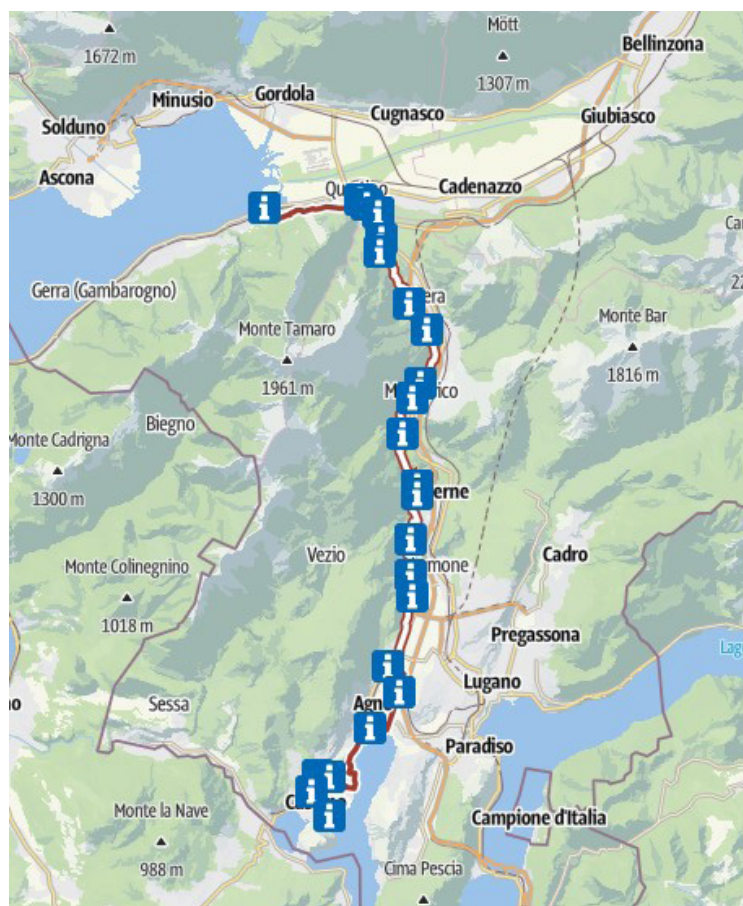 Mött
1672 m
1307 m
Bellinzona
Minusio
Gordola
Cugnasco
Giubiasco
Solduno
Ascona
Cadenazzo
Gerra (Gambarogno)
Monte Tamaro
1961 m
Monte Bar
1816 m
Biegno
Monte Cadrigna
1300 m
Vezio
Cadro
Monte Colinegnino
1018 m
Pregassona
Lugano
Sessa
Paradiso
Monte la Nave
988 m
Campione d'Italia
Cima Pescia